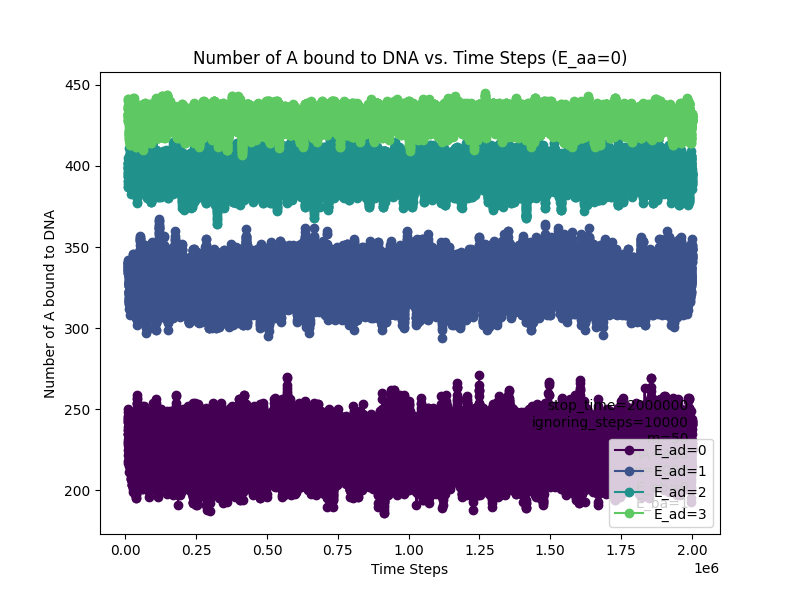 Number of A bound to DNA vs. Time Steps (E_aa=0)
Number of A bound to DNA
450
400
350
300
250
200
stop_time=2000000
ignoring_steps=10000
m=50
E_ad=0
E_ad=1
E_ad=2
E_ad=3
0.00 0.25 0.50 0.75 1.00 1.25 1.50 1.75 2.00
1e6
Time Steps